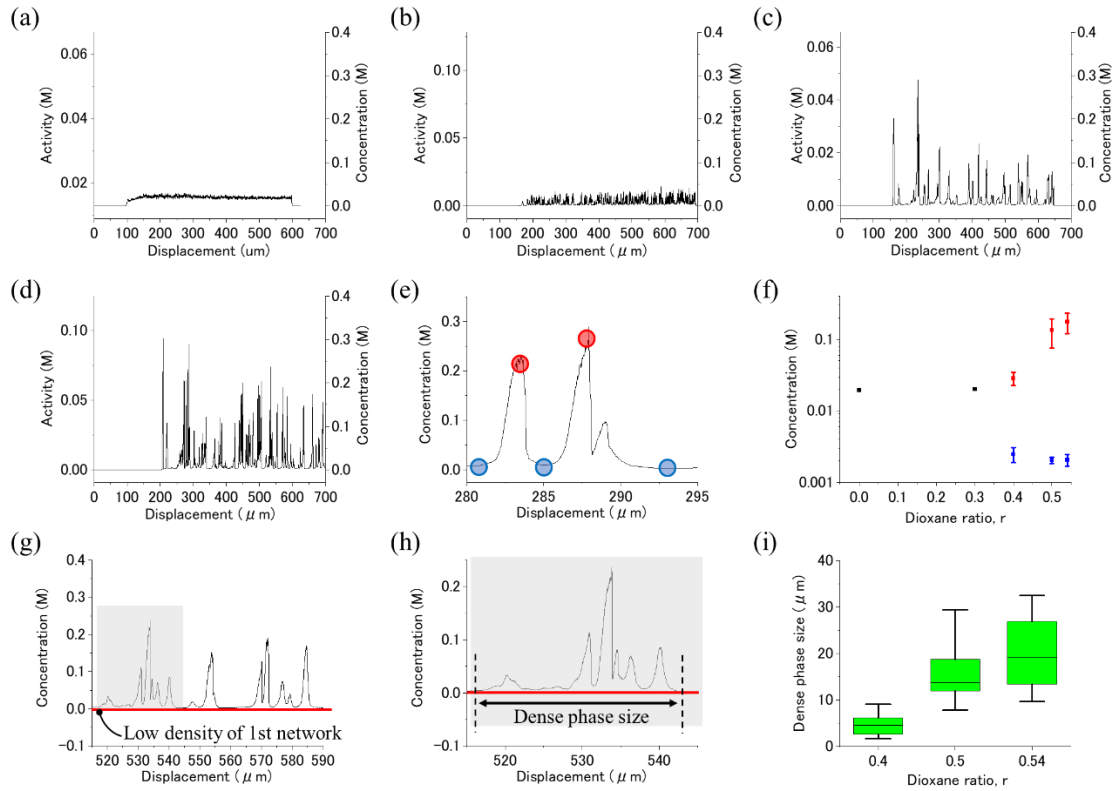 (a)
0.06
0.04
0.02
Activity (M)
0.4
0.3
0.2
0.1
0.0
Concentration (M)
0 100 200 300 400 500 600 700
Displacement (um)
(b)
0.10
0.05
0.00
Activity (M)
0.4
0.3
0.2
0.1
0.0
Concentration (M)
0 100 200 300 400 500 600 700
Displacement ( μ m)
(c)
0.06
0.04
0.02
0.00
Activity (M)
0.4
0.3
0.2
0.1
0.0
Concentration (M)
0 100 200 300 400 500 600 700
Displacement ( μ m)
(d)
0.10
0.05
0.00
Activity (M)
0.4
0.3
0.2
0.1
0.0
Concentration (M)
0 100 200 300 400 500 600 700
Displacement ( μ m)
(e)
0.3
0.2
0.1
0.0
Concentration (M)
280 285 290 295
Displacement ( μ m)
(f)
0.1
0.01
0.001
Concentration (M)
0.0 0.1 0.2 0.3 0.4 0.5
Dioxane ratio, r
(g)
0.4
0.3
0.2
0.1
0.0
−0.1
Concentration (M)
Low density of 1st network
520 530 540 550 560 570 580 590
Displacement ( μ m)
(h)
0.2
0.1
0.0
−0.1
Concentration (M)
Dense phase size
520 530 540
Displacement ( μ m)
(i)
40
30
20
10
0
Dense phase size ( μ m)
0.4 0.5 0.54
Dioxane ratio, r